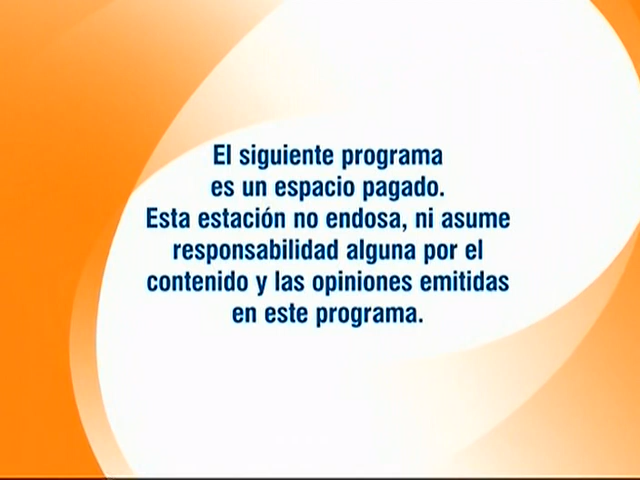 El siguiente programa
es un espacio pagado.
Esta estación no endosa, ni asume
responsabilidad alguna por el
contenido y las opiniones emitidas
en este programa.